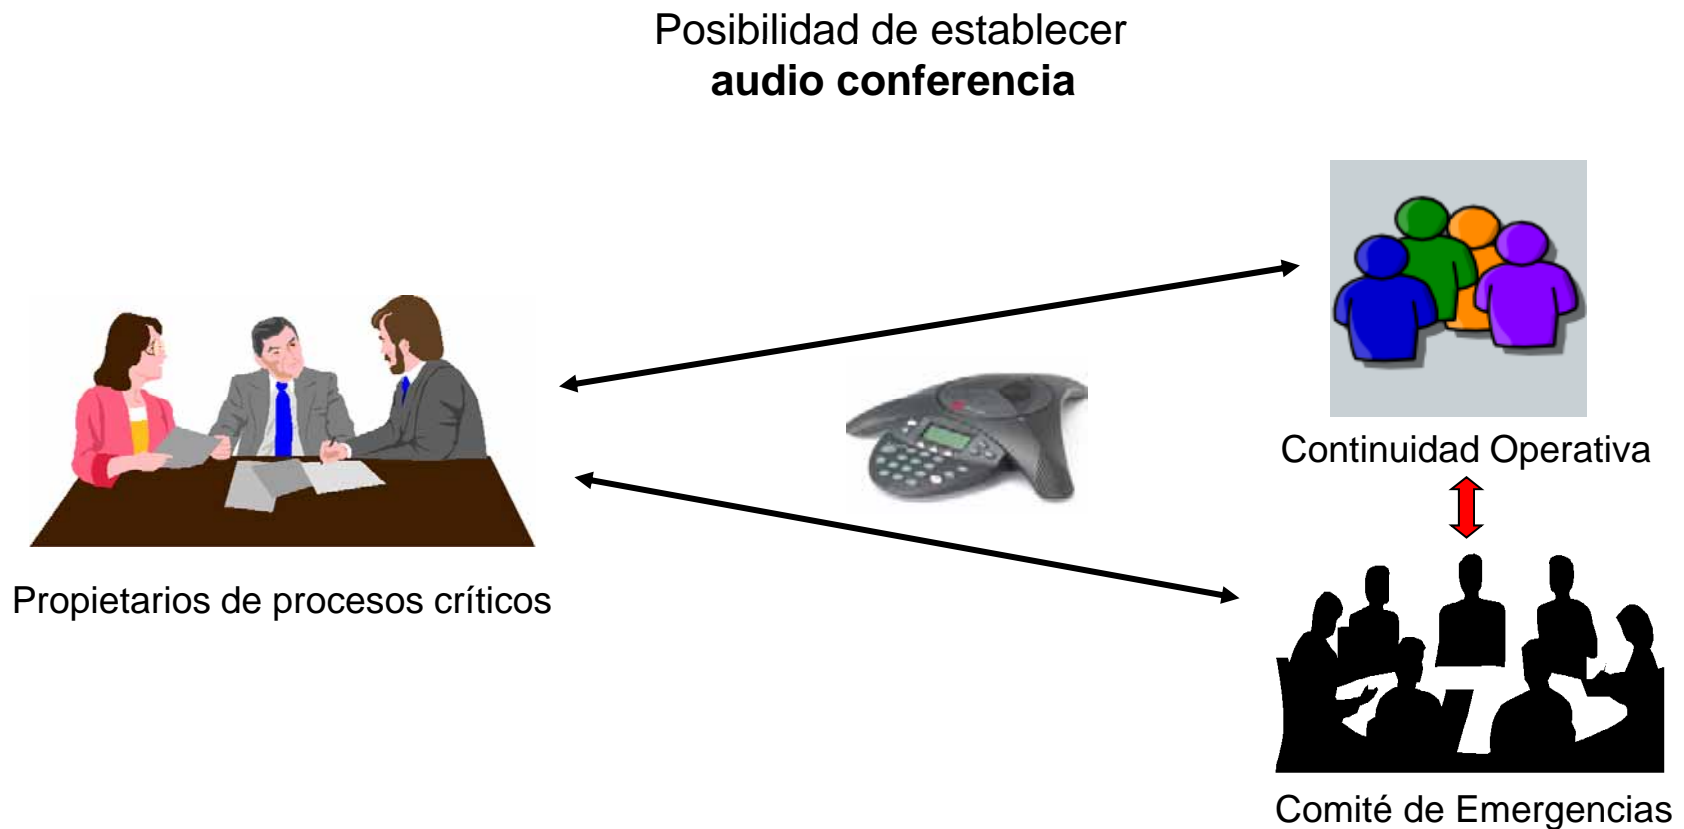 Posibilidad de establecer
audio conferencia
Continuidad Operativa
Propietarios de procesos críticos
Comité de Emergencias